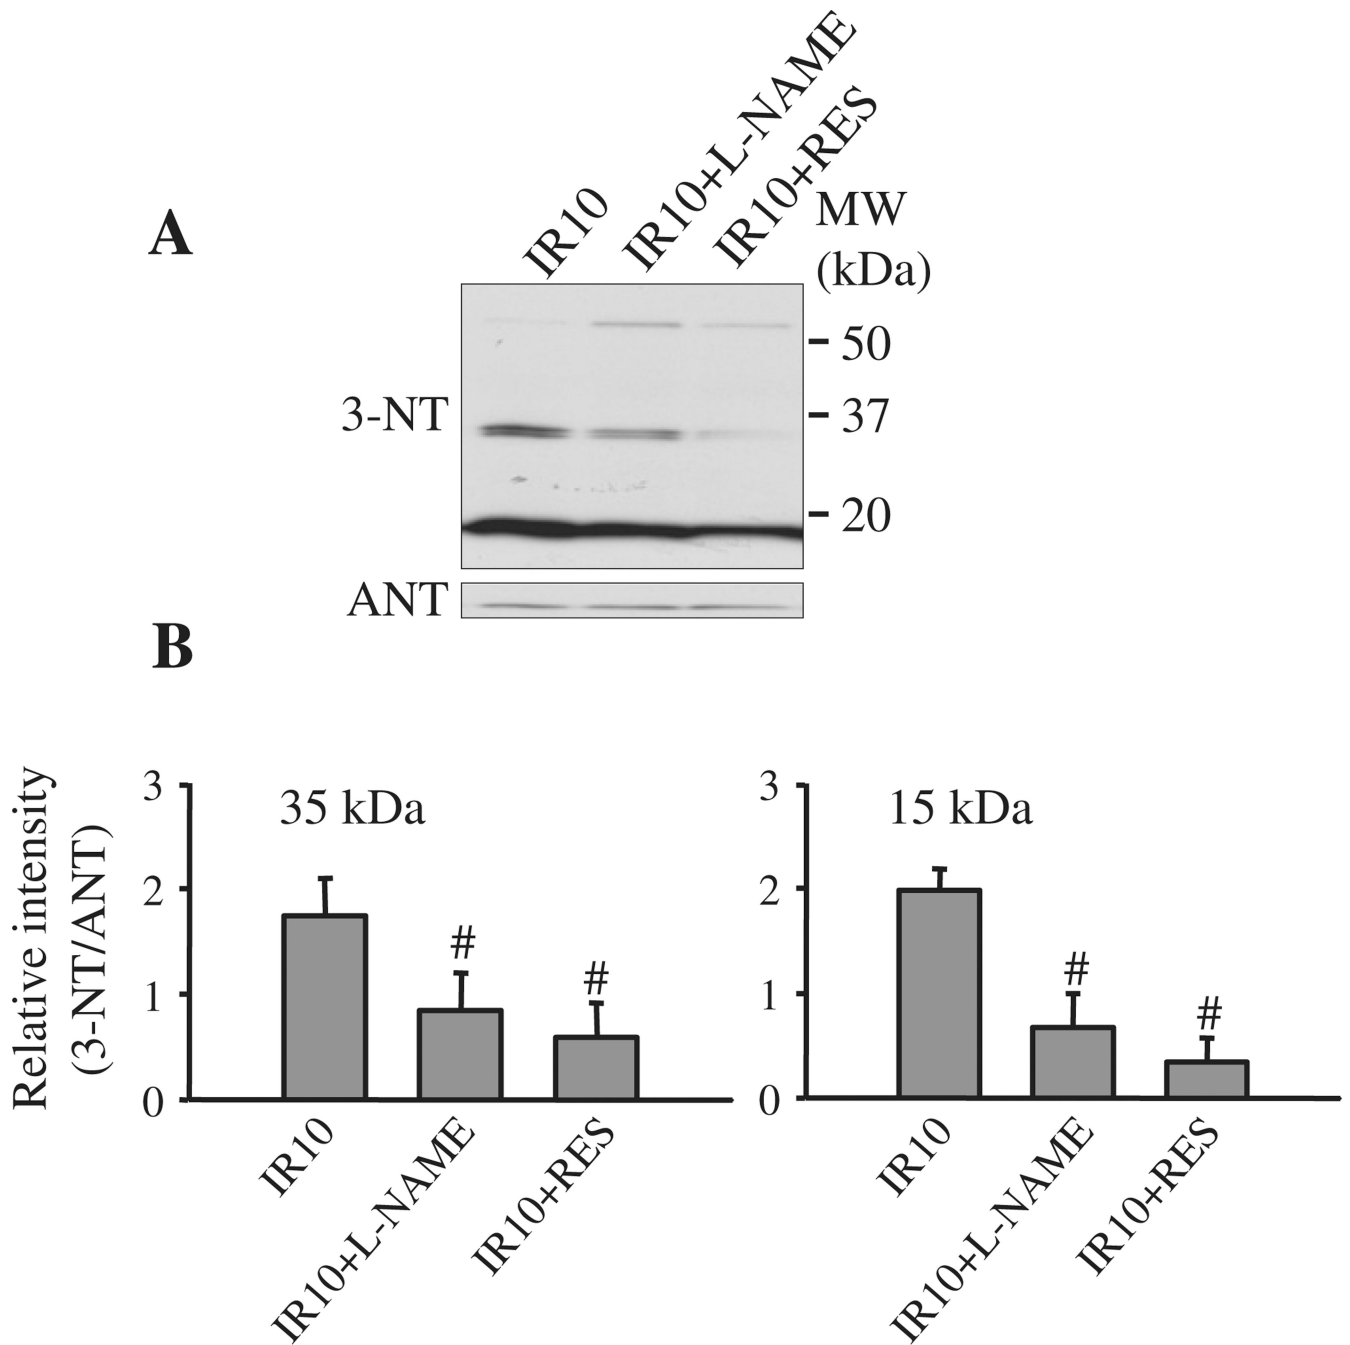 A
IR10
IR10+L-NAME
IR10+RES
MW
(kDa)
50
3-NT
37
20
ANT
B
Relative intensity
(3-NT/ANT)
3
2
1
0
35 kDa
#
#
IR10
IR10+L-NAME
IR10+RES
3
2
1
0
15 kDa
#
#
IR10
IR10+L-NAME
IR10+RES